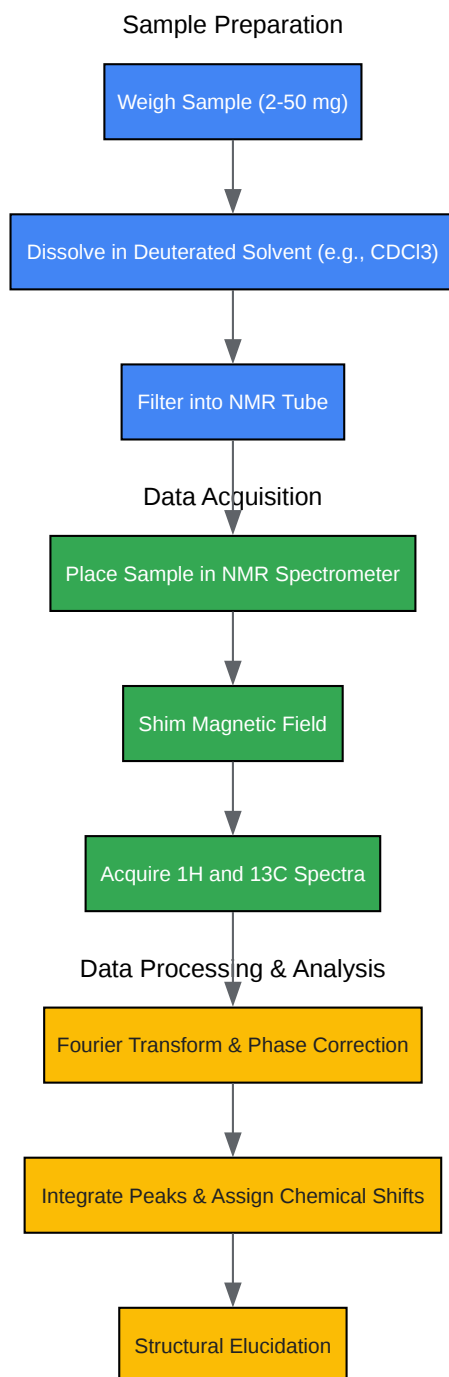 Sample Preparation
Weigh Sample (2-50 mg)
Dissolve in Deuterated Solvent (e.g., CDCl3)
Filter into NMR Tube
Data Acquisition
Place Sample in NMR Spectrometer
Shim Magnetic Field
Acquire 1H and 13C Spectra
Data Processing & Analysis
Fourier Transform & Phase Correction
Integrate Peaks & Assign Chemical Shifts
Structural Elucidation